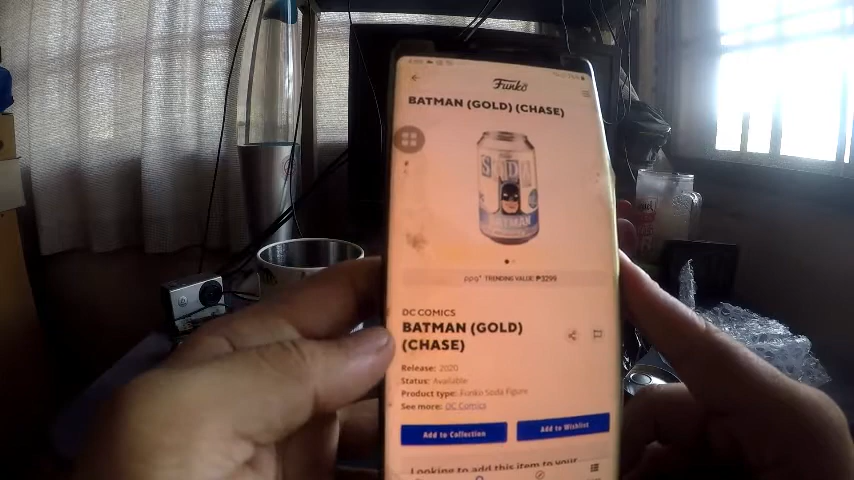 Funko
BATMAN (GOLD) (CHASE)
SODA
BATMAN
ppg TRENDING VALUE: ₱3299
DC COMICS
BATMAN (GOLD)
(CHASE)
Release: 2020
Status: Available
Product type: Funko Soda Figure
See more: DC Comics
Add to Collection
Add to Wishlist
Looking to add this item to your